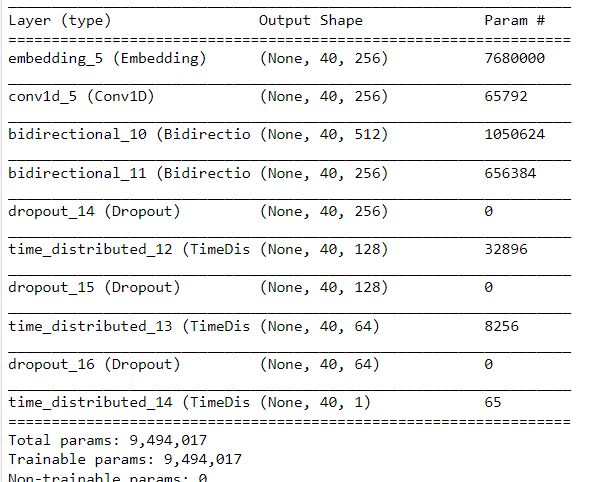 Layer (type) Output Shape Param #
embedding_5 (Embedding) (None, 40, 256) 7680000
conv1d_5 (Conv1D) (None, 40, 256) 65792
bidirectional_10 (Bidirectio (None, 40, 512) 1050624
bidirectional_11 (Bidirectio (None, 40, 256) 656384
dropout_14 (Dropout) (None, 40, 256) 0
time_distributed_12 (TimeDis (None, 40, 128) 32896
dropout_15 (Dropout) (None, 40, 128) 0
time_distributed_13 (TimeDis (None, 40, 64) 8256
dropout_16 (Dropout) (None, 40, 64) 0
time_distributed_14 (TimeDis (None, 40, 1) 65
Total params: 9,494,017
Trainable params: 9,494,017
Non-trainable params: 0